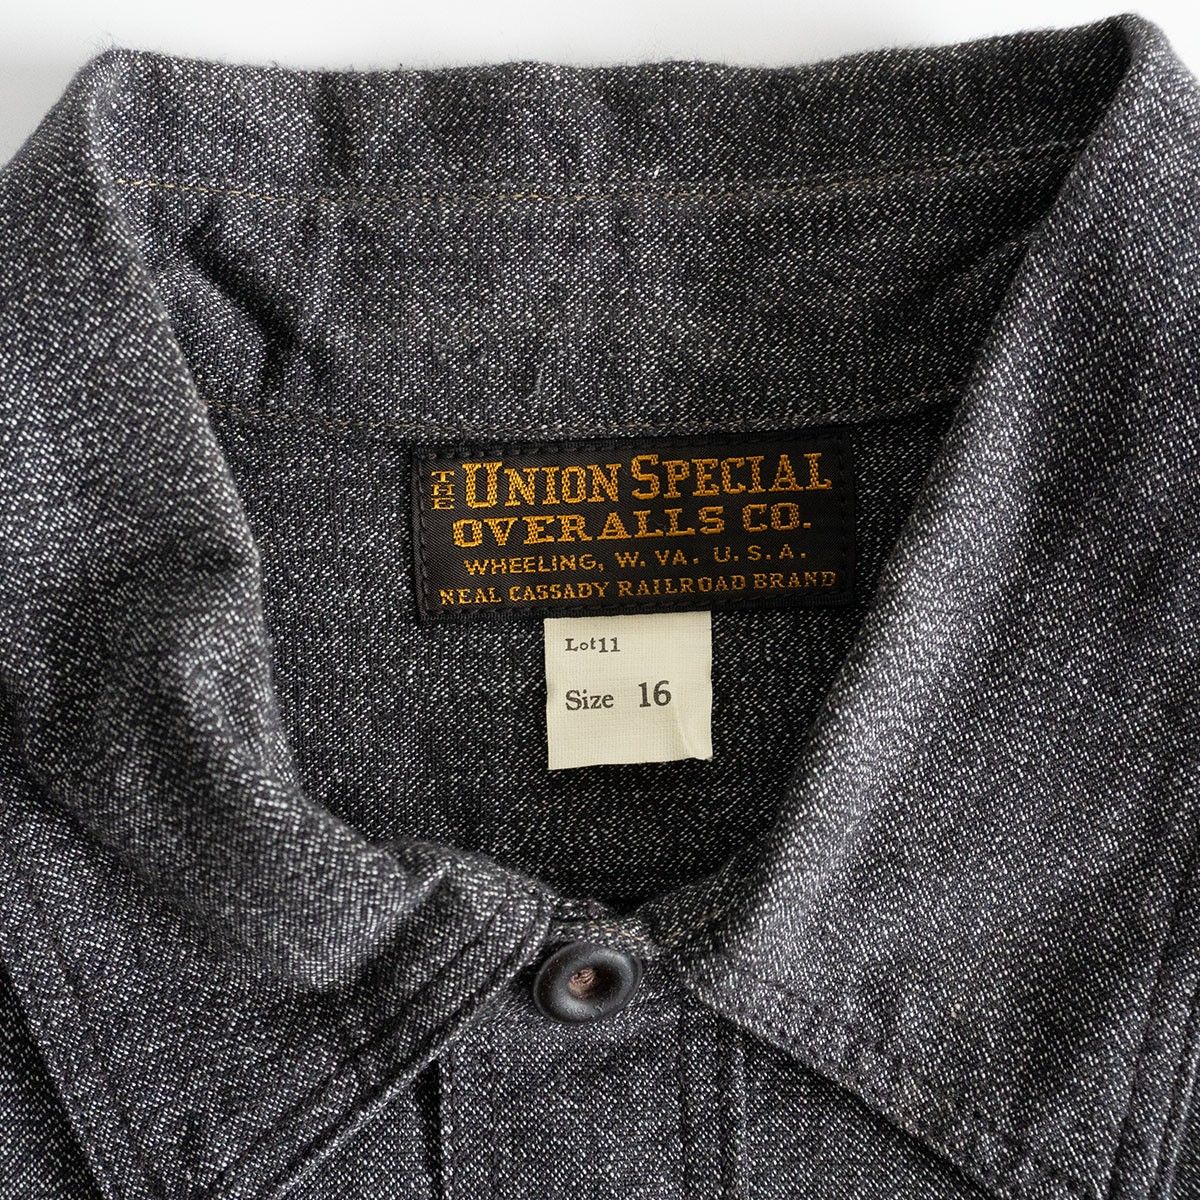 THE UNION SPECIAL
OVERALLS CO.
WHEELING, W. VA. U.S.A.
NEAL CASSADY RAILROAD BRAND
Lot11
Size 16